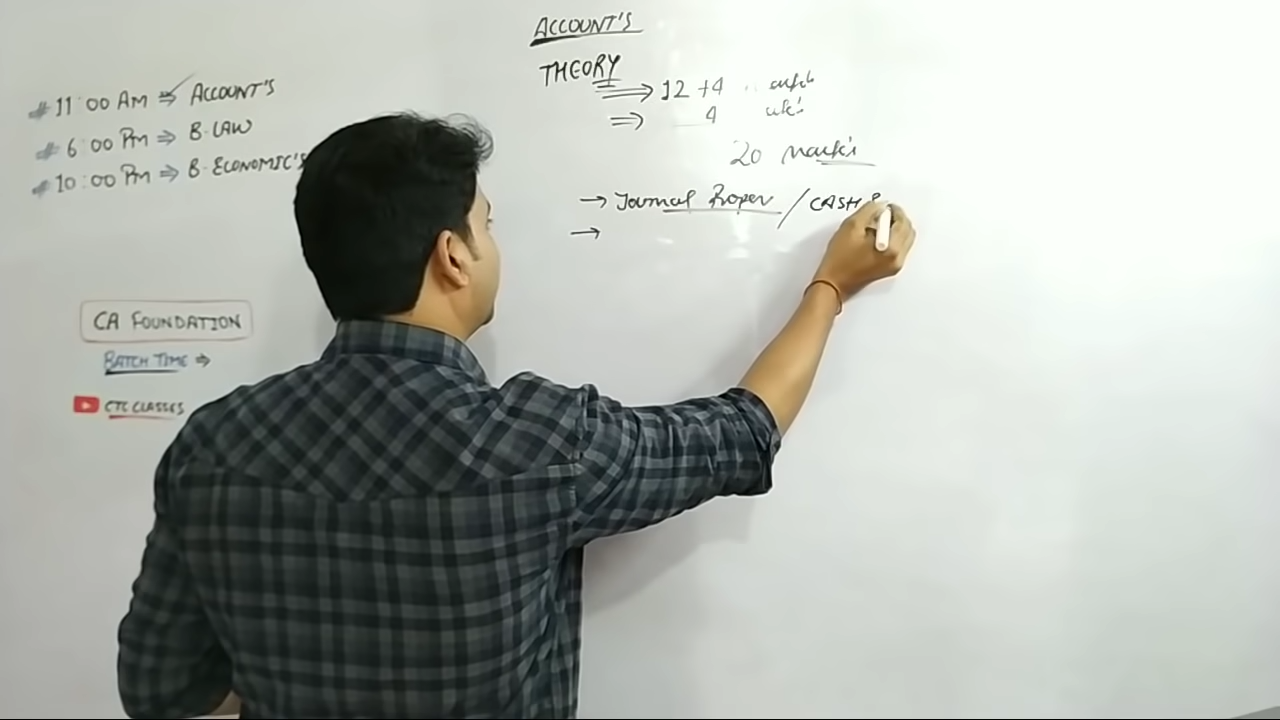 # 11:00 AM ⇒ ACCOUNT'S
# 6:00 PM ⇒ B.LAW
# 10:00 PM ⇒ B.ECONOMIC'S
CA FOUNDATION
BATCH TIME ⇒
CTC CLASSES
ACCOUNT'S
THEORY
⇒ 12 +4
⇒ 4
20 Mark's
→ Journal Proper / CASH
→